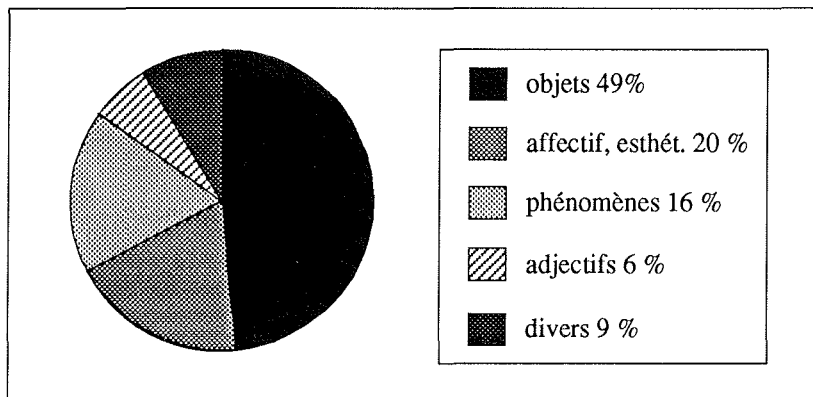 objets 49%
affectif, esthét. 20 %
phénomènes 16 %
adjectifs 6 %
divers 9 %